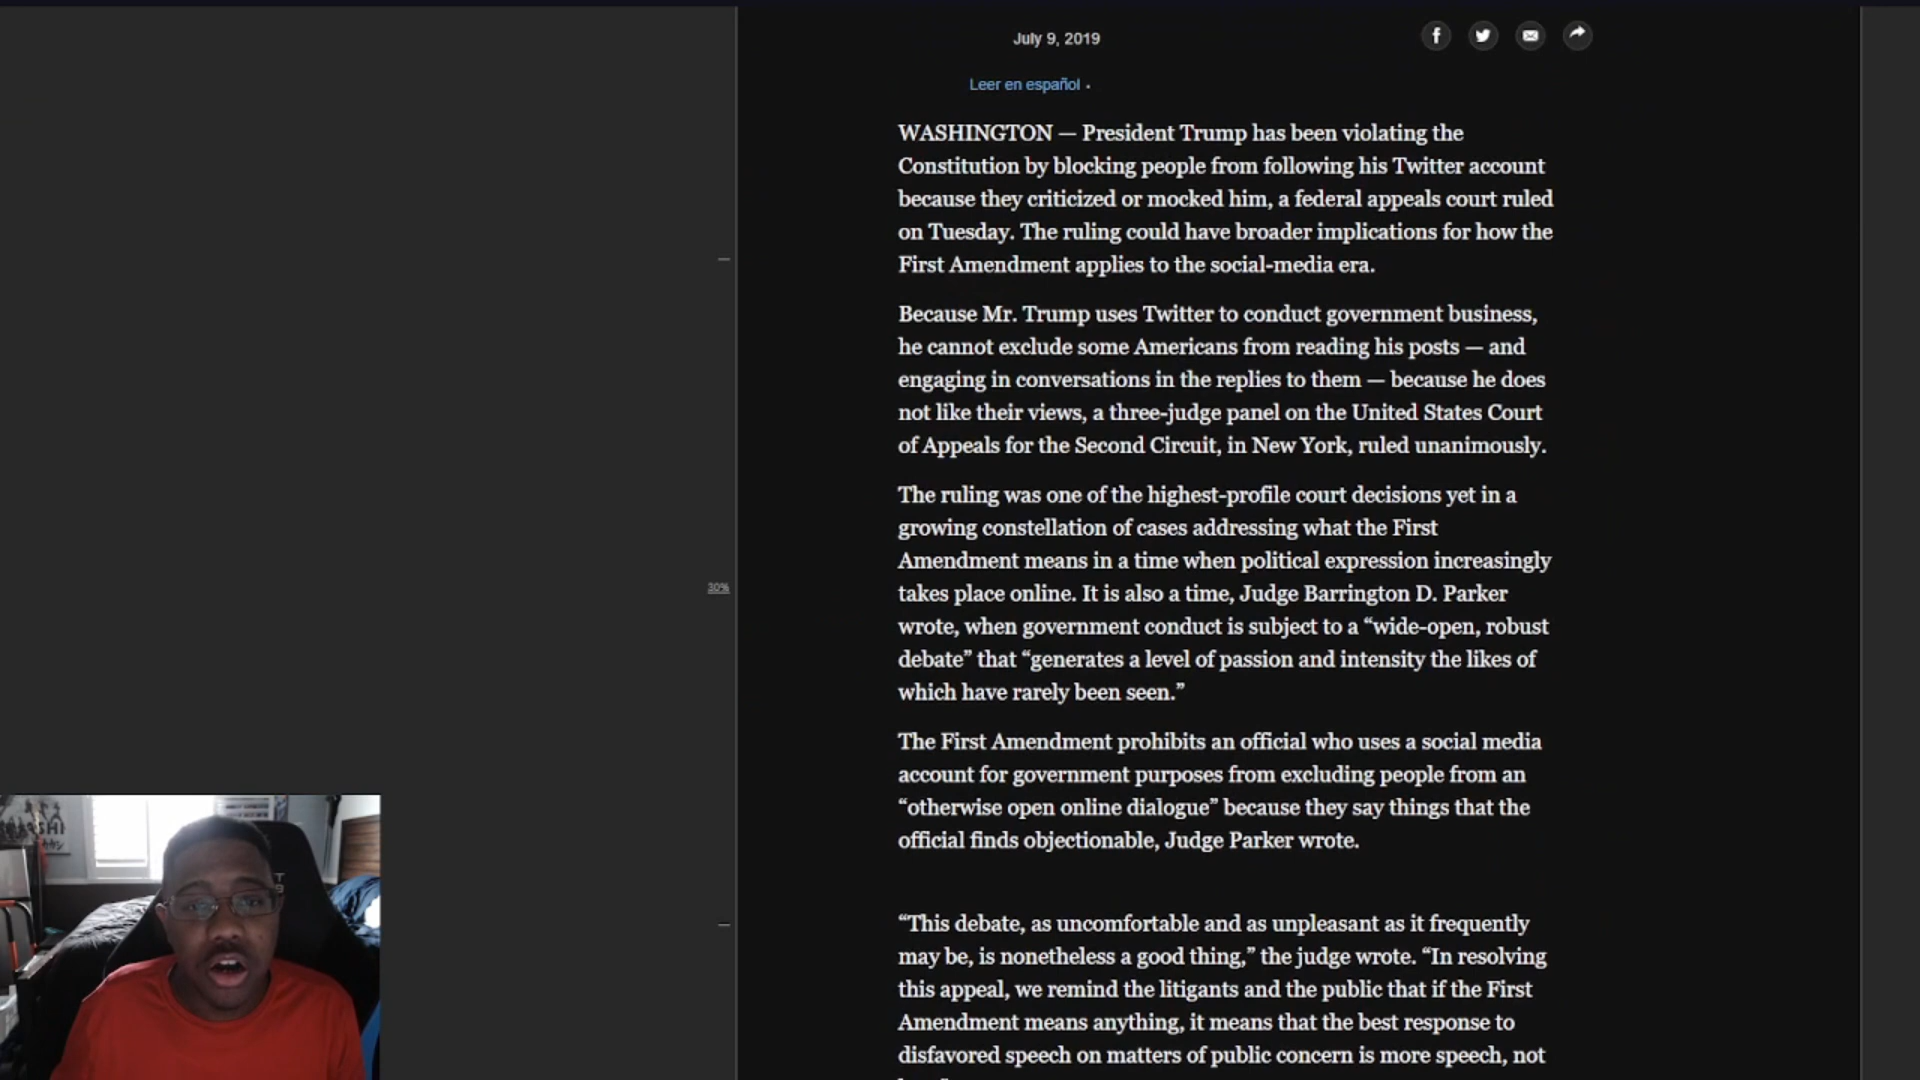 July 9, 2019
Leer en español •
WASHINGTON — President Trump has been violating the
Constitution by blocking people from following his Twitter account
because they criticized or mocked him, a federal appeals court ruled
on Tuesday. The ruling could have broader implications for how the
First Amendment applies to the social-media era.
Because Mr. Trump uses Twitter to conduct government business,
he cannot exclude some Americans from reading his posts — and
engaging in conversations in the replies to them — because he does
not like their views, a three-judge panel on the United States Court
of Appeals for the Second Circuit, in New York, ruled unanimously.
The ruling was one of the highest-profile court decisions yet in a
growing constellation of cases addressing what the First
Amendment means in a time when political expression increasingly
takes place online. It is also a time, Judge Barrington D. Parker
30%
wrote, when government conduct is subject to a “wide-open, robust
debate” that “generates a level of passion and intensity the likes of
which have rarely been seen.”
The First Amendment prohibits an official who uses a social media
account for government purposes from excluding people from an
“otherwise open online dialogue” because they say things that the
official finds objectionable, Judge Parker wrote.
“This debate, as uncomfortable and as unpleasant as it frequently
may be, is nonetheless a good thing,” the judge wrote. “In resolving
this appeal, we remind the litigants and the public that if the First
Amendment means anything, it means that the best response to
disfavored speech on matters of public concern is more speech, not